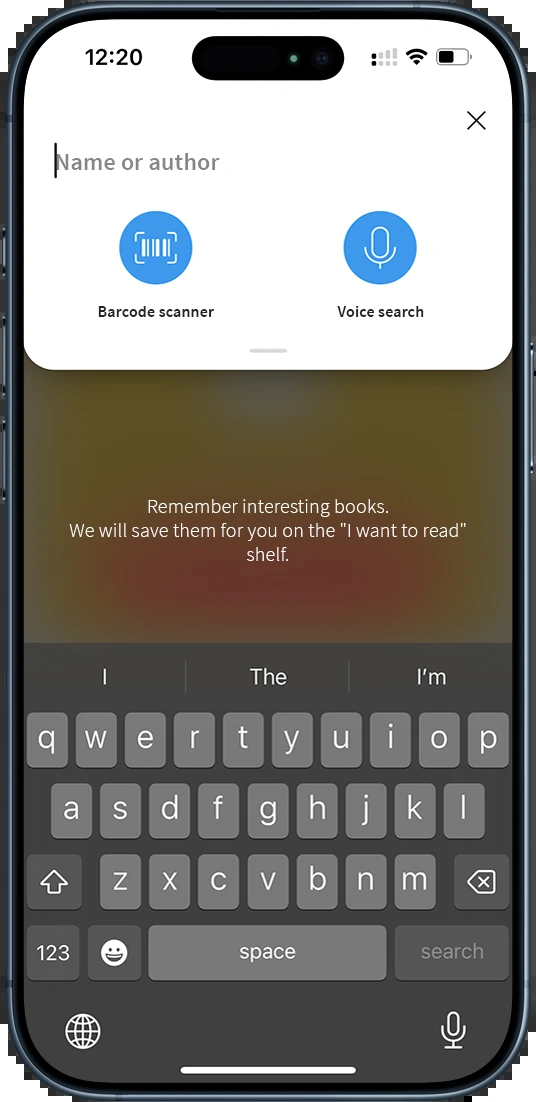 12:20
Name or author
Barcode scanner Voice search
Remember interesting books.
We will save them for you on the "I want to read"
shelf.
I The I’m
q w e r t y u i o p
a s d f g h j k l
z x c v b n m
123 space search